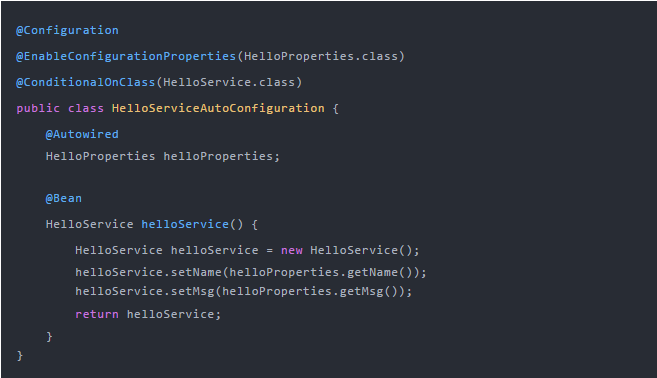 @Configuration
@EnableConfigurationProperties(HelloProperties.class)
@ConditionalOnClass(HelloService.class)
public class HelloServiceAutoConfiguration {
    @Autowired
    HelloProperties helloProperties;

    @Bean
    HelloService helloService() {
        HelloService helloService = new HelloService();
        helloService.setName(helloProperties.getName());
        helloService.setMsg(helloProperties.getMsg());
        return helloService;
    }
}